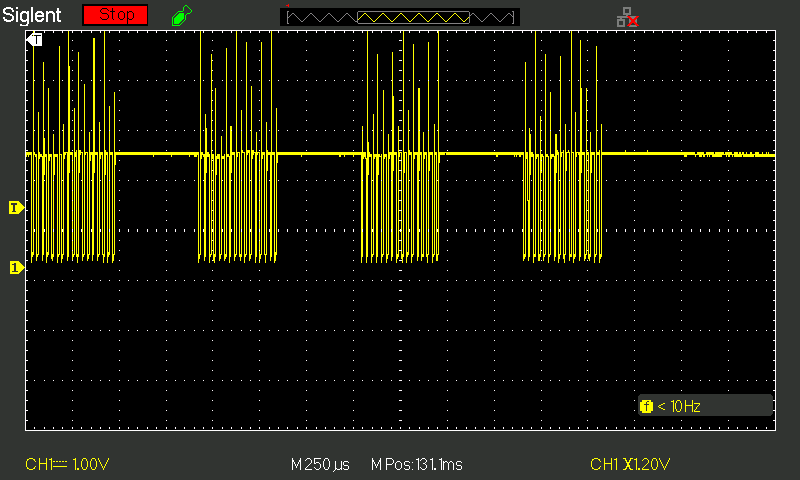 Siglent Stop
T
T
1
f < 10Hz
CH1 1.00V M 250µs M Pos:131.1ms CH1 1.20V